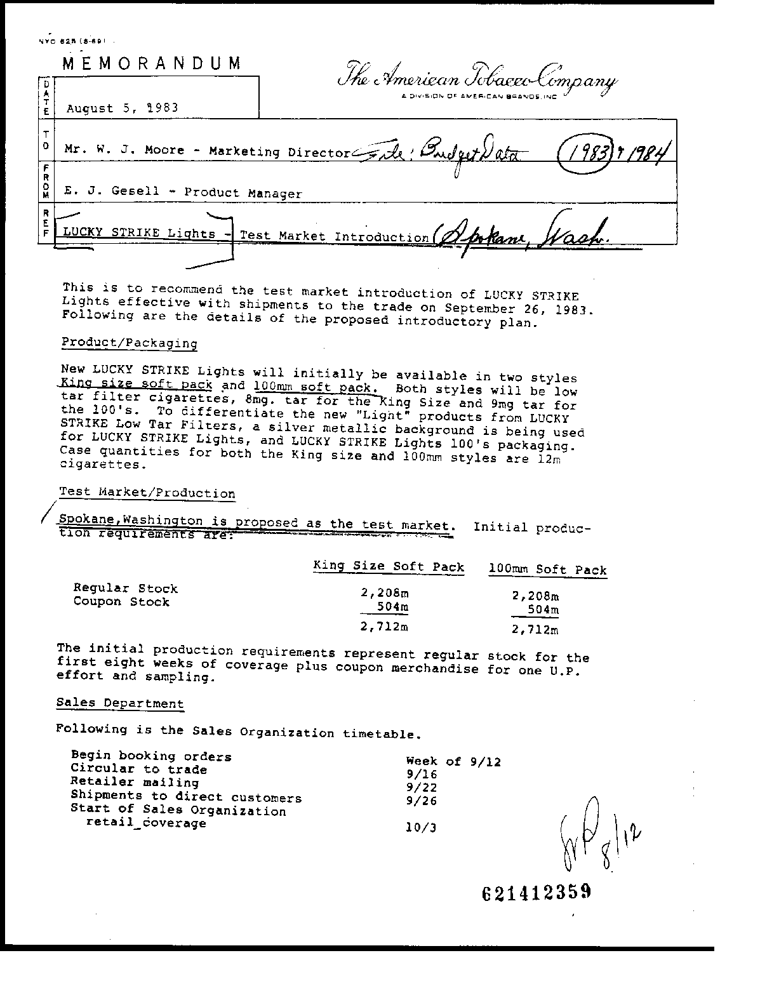 NYC 825 (8-69)
MEMORANDUM
The American Tobacco Company
A DIVISION OF AMERICAN BRANDS, INC.
DATE
August 5, 1983
TO
Mr. W. J. Moore - Marketing Director File: Budget Data 1983 + 1984
FROM
E. J. Gesell - Product Manager
REF
LUCKY STRIKE Lights - Test Market Introduction (Spokane, Wash.
This is to recommend the test market introduction of LUCKY STRIKE
Lights effective with shipments to the trade on September 26, 1983.
Following are the details of the proposed introductory plan.
Product/Packaging
New LUCKY STRIKE Lights will initially be available in two styles
King size soft pack and 100mm soft pack. Both styles will be low
tar filter cigarettes, 8mg. tar for the King Size and 9mg tar for
the 100's. To differentiate the new "Light" products from LUCKY
STRIKE Low Tar Filters, a silver metallic background is being used
for LUCKY STRIKE Lights, and LUCKY STRIKE Lights 100's packaging.
Case quantities for both the King size and 100mm styles are 12m
cigarettes.
Test Market/Production
Spokane,Washington is proposed as the test market. Initial produc-
tion requirements are:
King Size Soft Pack 100mm Soft Pack
Regular Stock 2,208m 2,208m
Coupon Stock 504m 504m
2,712m 2,712m
The initial production requirements represent regular stock for the
first eight weeks of coverage plus coupon merchandise for one U.P.
effort and sampling.
Sales Department
Following is the Sales Organization timetable.
Begin booking orders Week of 9/12
Circular to trade 9/16
Retailer mailing 9/22
Shipments to direct customers 9/26
Start of Sales Organization
retail coverage 10/3
8/12
621412359